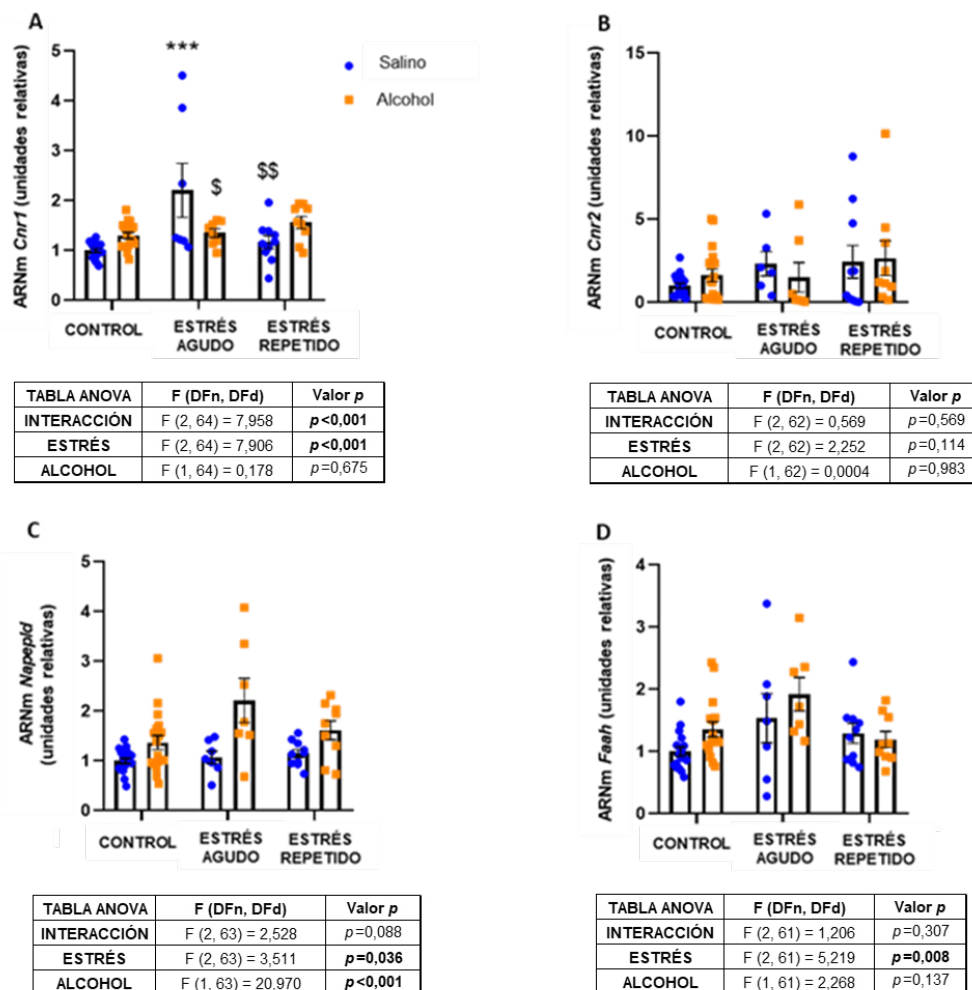 A
ARNm Cnr1 (unidades relativas)
5
4
3
2
1
0
***
$
$$
Salino
Alcohol
CONTROL
ESTRÉS
AGUDO
ESTRÉS
REPETIDO
TABLA ANOVA F (DFn, DFd) Valor p
INTERACCIÓN F (2, 64) = 7,958 p<0,001
ESTRÉS F (2, 64) = 7,906 p<0,001
ALCOHOL F (1, 64) = 0,178 p=0,675
B
ARNm Cnr2 (unidades relativas)
15
10
5
0
CONTROL
ESTRÉS
AGUDO
ESTRÉS
REPETIDO
TABLA ANOVA F (DFn, DFd) Valor p
INTERACCIÓN F (2, 62) = 0,569 p=0,569
ESTRÉS F (2, 62) = 2,252 p=0,114
ALCOHOL F (1, 62) = 0,0004 p=0,983
C
ARNm Napepld
(unidades relativas)
5
4
3
2
1
0
CONTROL
ESTRÉS
AGUDO
ESTRÉS
REPETIDO
TABLA ANOVA F (DFn, DFd) Valor p
INTERACCIÓN F (2, 63) = 2,528 p=0,088
ESTRÉS F (2, 63) = 3,511 p=0,036
ALCOHOL F (1, 63) = 20,970 p<0,001
D
ARNm Faah (unidades relativas)
4
3
2
1
0
CONTROL
ESTRÉS
AGUDO
ESTRÉS
REPETIDO
TABLA ANOVA F (DFn, DFd) Valor p
INTERACCIÓN F (2, 61) = 1,206 p=0,307
ESTRÉS F (2, 61) = 5,219 p=0,008
ALCOHOL F (1, 61) = 2,268 p=0,137